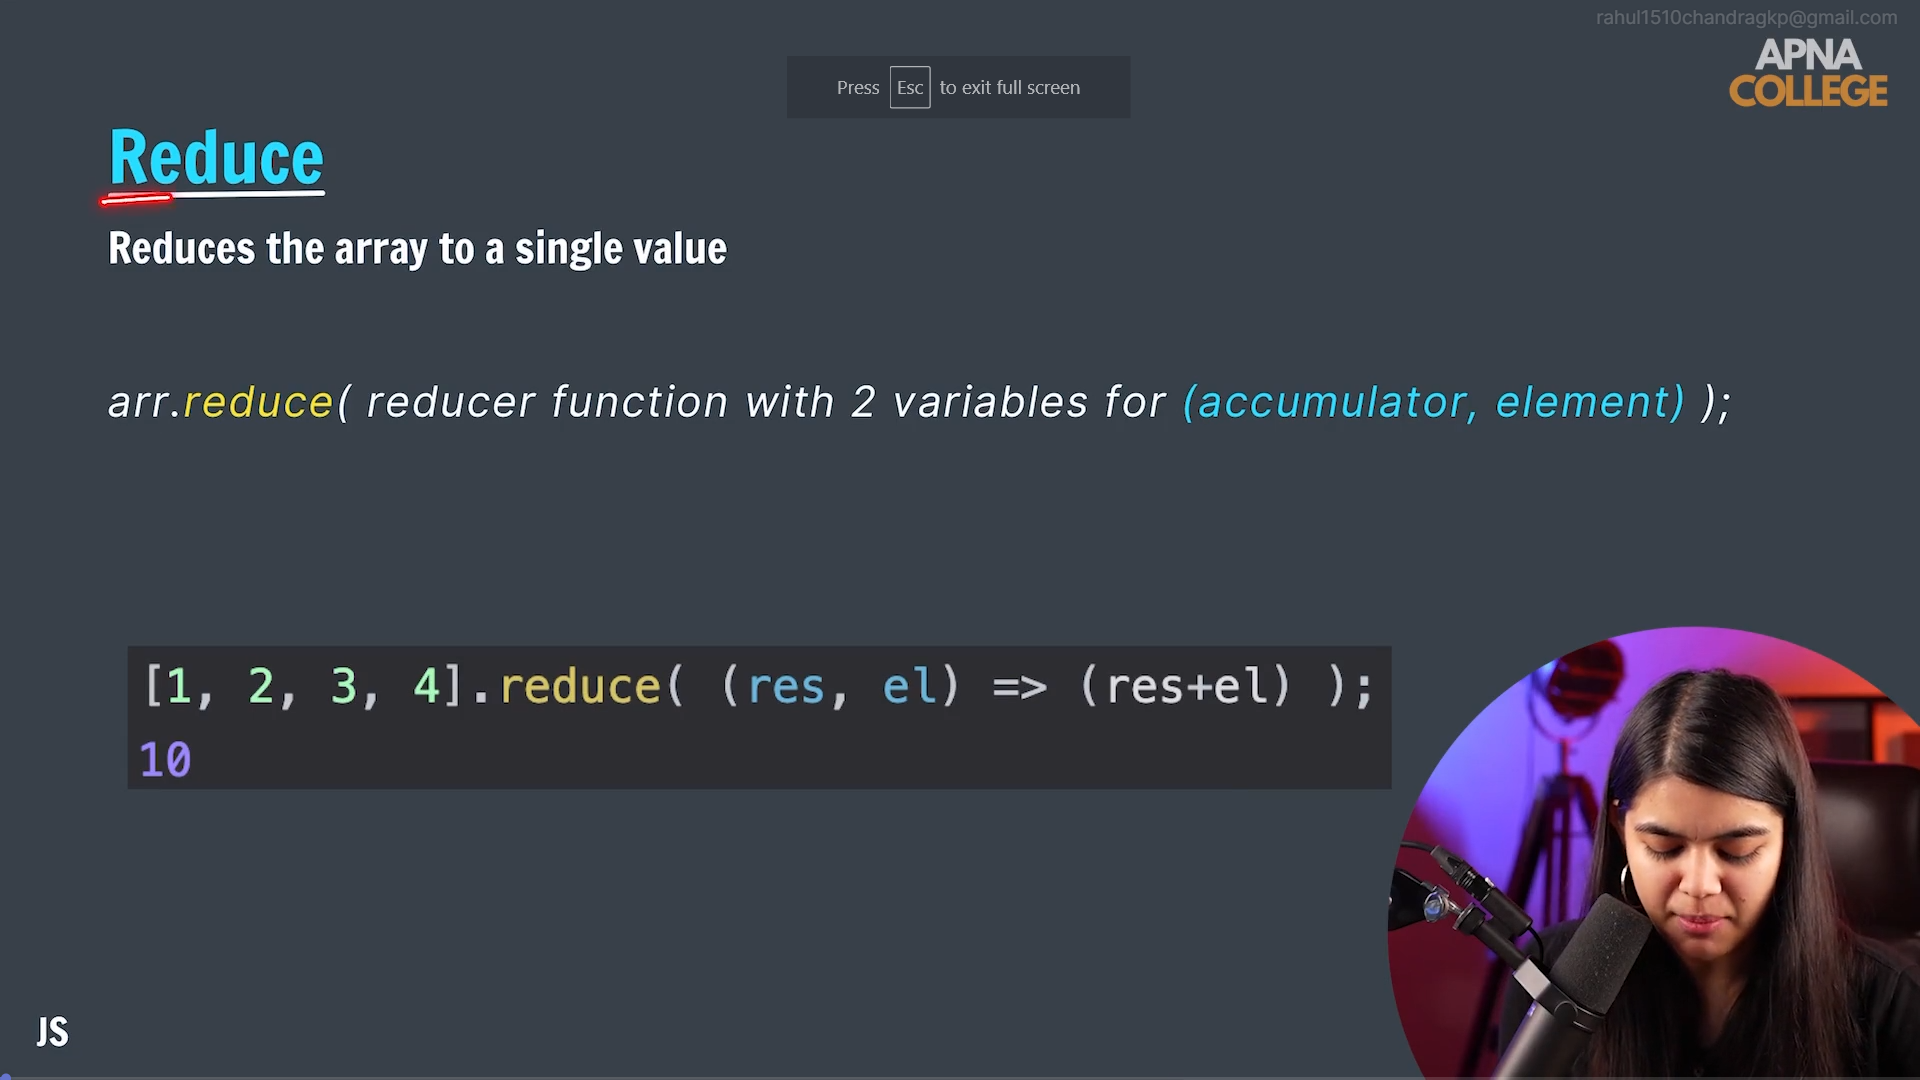 rahul1510chandragkp@gmail.com
APNA
COLLEGE
Press Esc to exit full screen
Reduce
Reduces the array to a single value
arr.reduce( reducer function with 2 variables for (accumulator, element) );
[1, 2, 3, 4].reduce( (res, el) => (res+el) );
10
JS